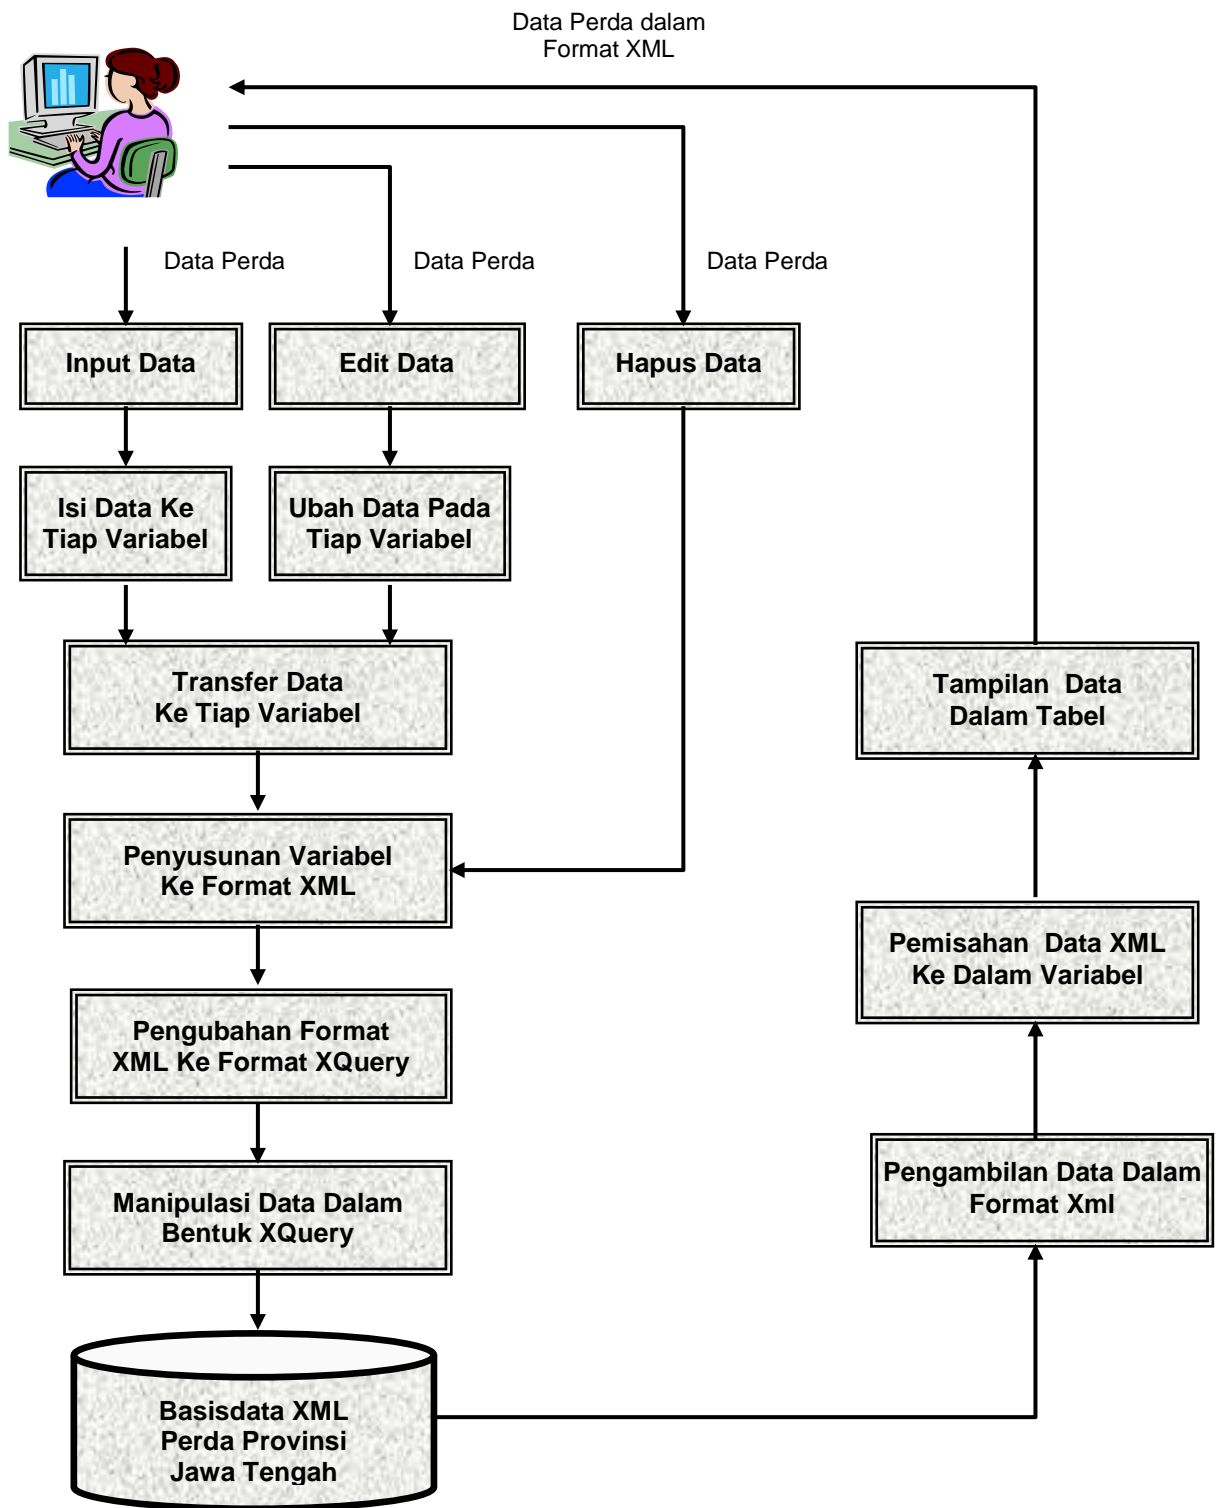 Data Perda dalam
Format XML
Data Perda
Data Perda
Data Perda
Input Data
Edit Data
Hapus Data
Isi Data Ke
Tiap Variabel
Ubah Data Pada
Tiap Variabel
Transfer Data
Ke Tiap Variabel
Tampilan  Data
Dalam Tabel
Penyusunan Variabel
Ke Format XML
Pemisahan  Data XML
Ke Dalam Variabel
Pengubahan Format
XML Ke Format XQuery
Pengambilan Data Dalam
Format Xml
Manipulasi Data Dalam
Bentuk XQuery
Basisdata XML
Perda Provinsi
Jawa Tengah